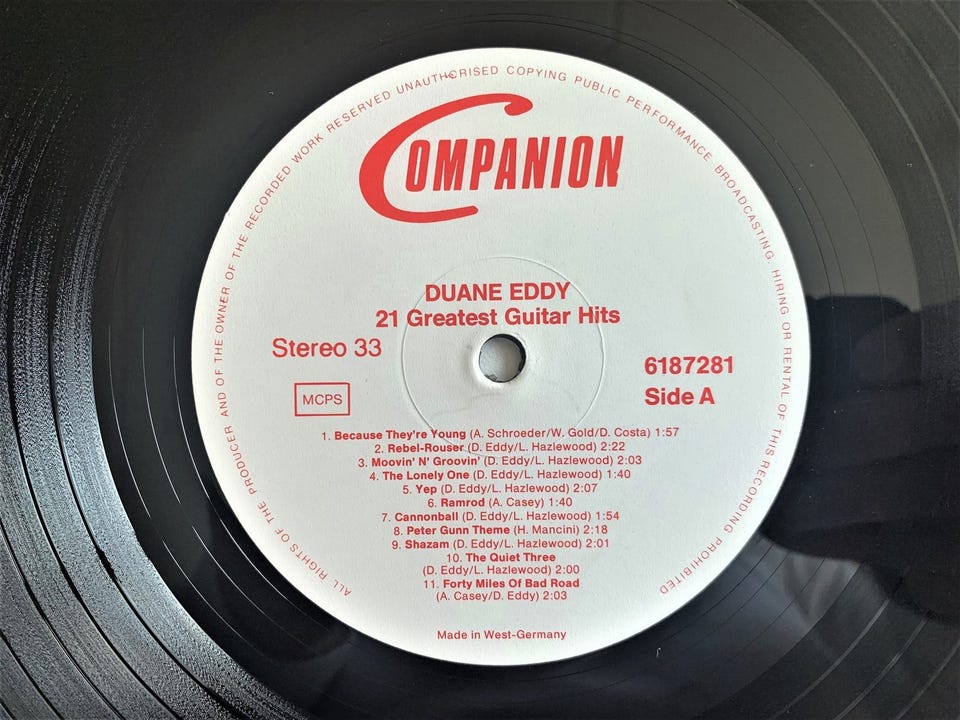 ALL RIGHTS OF THE PRODUCER AND OF THE OWNER OF THE RECORDED WORK RESERVED UNAUTHORISED COPYING PUBLIC PERFORMANCE BROADCASTING, HIRING OR RENTAL OF THIS RECORDING PROHIBITED
COMPANION
DUANE EDDY
21 Greatest Guitar Hits
Stereo 33
6187281
MCPS
Side A
1. Because They're Young (A. Schroeder/W. Gold/D. Costa) 1:57
2. Rebel-Rouser (D. Eddy/L. Hazlewood) 2:22
3. Moovin' N' Groovin' (D. Eddy/L. Hazlewood) 2:03
4. The Lonely One (D. Eddy/L. Hazlewood) 1:40
5. Yep (D. Eddy/L. Hazlewood) 2:07
6. Ramrod (A. Casey) 1:40
7. Cannonball (D. Eddy/L. Hazlewood) 1:54
8. Peter Gunn Theme (H. Mancini) 2:18
9. Shazam (D. Eddy/L. Hazlewood) 2:01
10. The Quiet Three
(D. Eddy/L. Hazlewood) 2:00
11. Forty Miles Of Bad Road
(A. Casey/D. Eddy) 2:03
Made in West-Germany